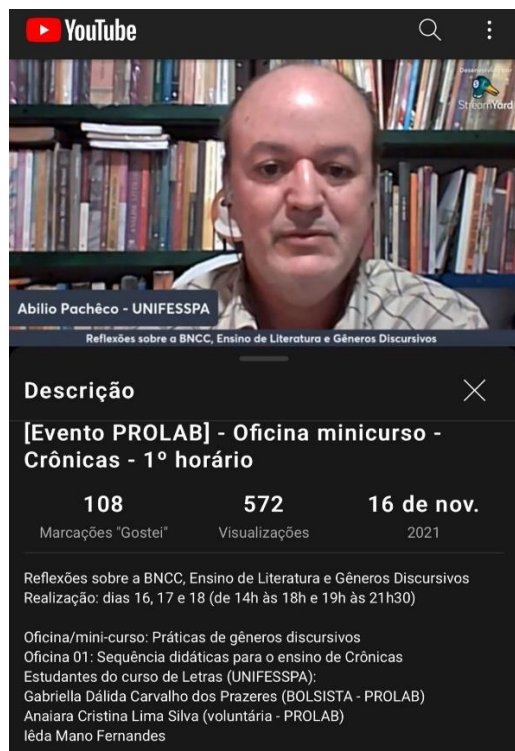 YouTube
Desenvolvido por
StreamYard
Abilio Pachêco - UNIFESSPA
Reflexões sobre a BNCC, Ensino de Literatura e Gêneros Discursivos
Descrição
[Evento PROLAB] - Oficina minicurso -
Crônicas - 1º horário
108
572
16 de nov.
Marcações "Gostei"
Visualizações
2021
Reflexões sobre a BNCC, Ensino de Literatura e Gêneros Discursivos
Realização: dias 16, 17 e 18 (de 14h às 18h e 19h às 21h30)
Oficina/mini-curso: Práticas de gêneros discursivos
Oficina 01: Sequência didáticas para o ensino de Crônicas
Estudantes do curso de Letras (UNIFESSPA):
Gabriella Dálida Carvalho dos Prazeres (BOLSISTA - PROLAB)
Anaiara Cristina Lima Silva (voluntária - PROLAB)
Iêda Mano Fernandes